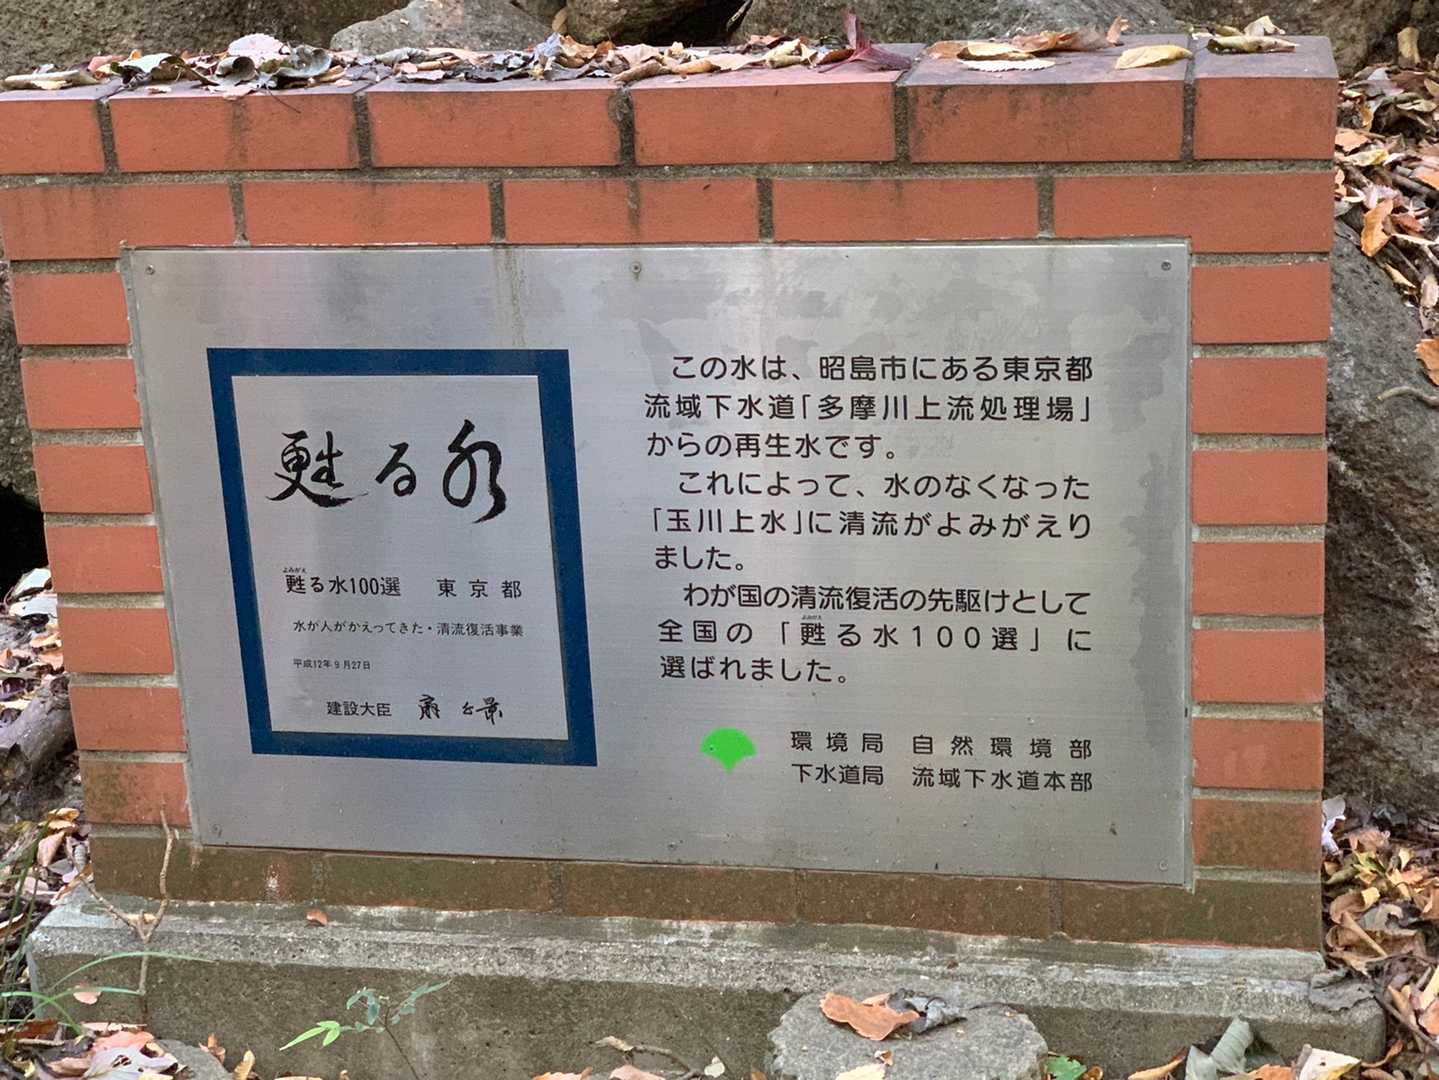 甦る水
よみがえ
甦る水100選　東京都
水が人がかえってきた・清流復活事業
平成12年9月27日
建設大臣
この水は、昭島市にある東京都
流域下水道「多摩川上流処理場」
からの再生水です。
これによって、水のなくなった
「玉川上水」に清流がよみがえり
ました。
わが国の清流復活の先駆けとして
よみがえ
全国の「甦る水100選」に
選ばれました。
環境局　自然環境部
下水道局　流域下水道本部